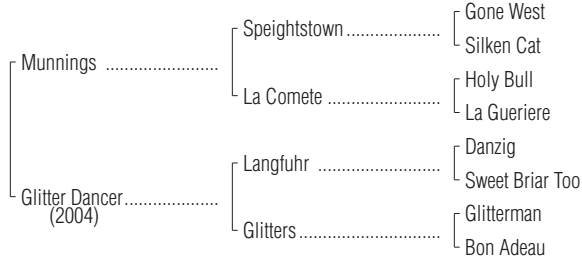 Gone West
Speightstown
Silken Cat
Munnings
Holy Bull
La Comete
La Gueriere
Danzig
Langfuhr
Sweet Briar Too
Glitter Dancer
(2004)
Glitterman
Glitters
Bon Adeau